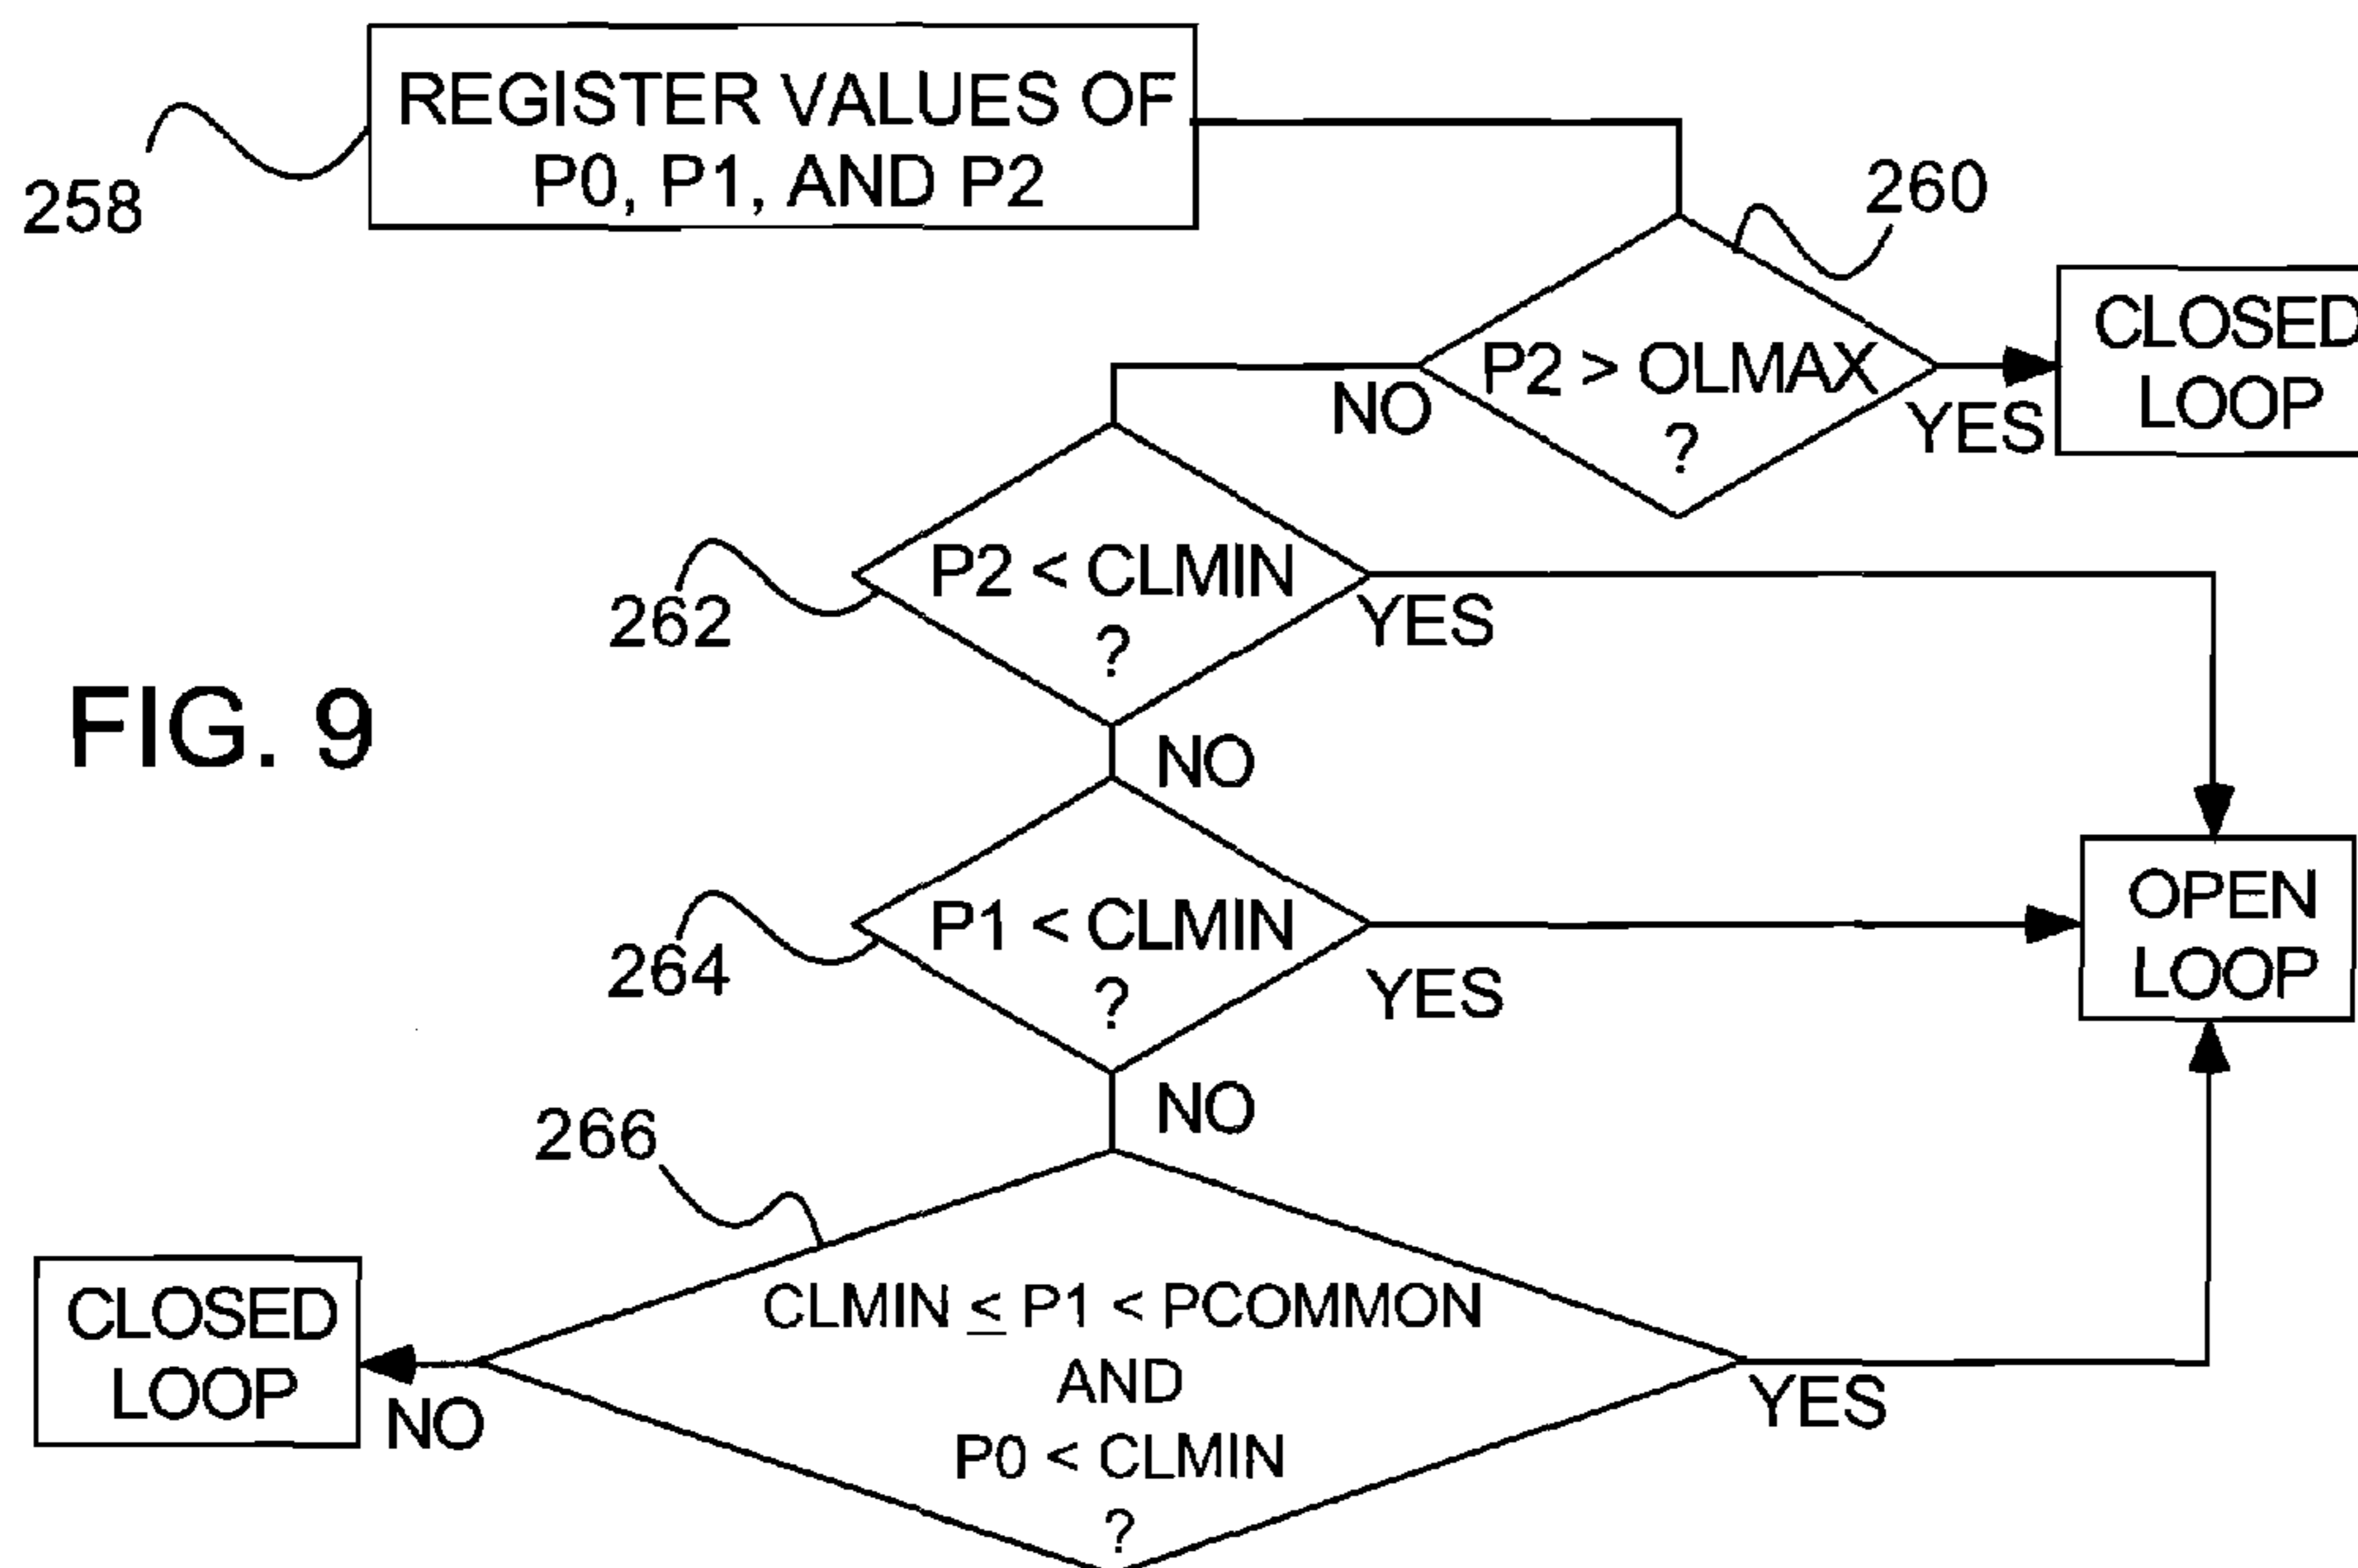 REGISTER VALUES OF
P0, P1, AND P2
258
260
P2 > OLMAX
?
NO
YES
CLOSED
LOOP
P2 < CLMIN
?
262
YES
NO
FIG. 9
P1 < CLMIN
?
264
YES
NO
OPEN
LOOP
266
CLMIN ≤ P1 < PCOMMON
AND
P0 < CLMIN
?
YES
NO
CLOSED
LOOP